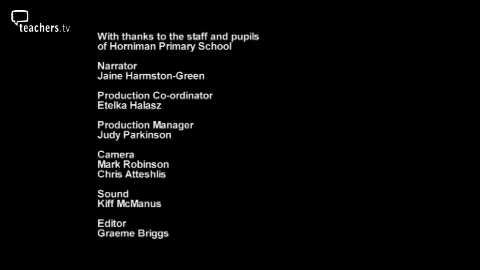 teachers.tv
With thanks to the staff and pupils
of Horniman Primary School
Narrator
Jaine Harmston-Green
Production Co-ordinator
Etelka Halasz
Production Manager
Judy Parkinson
Camera
Mark Robinson
Chris Atteshlis
Sound
Kiff McManus
Editor
Graeme Briggs